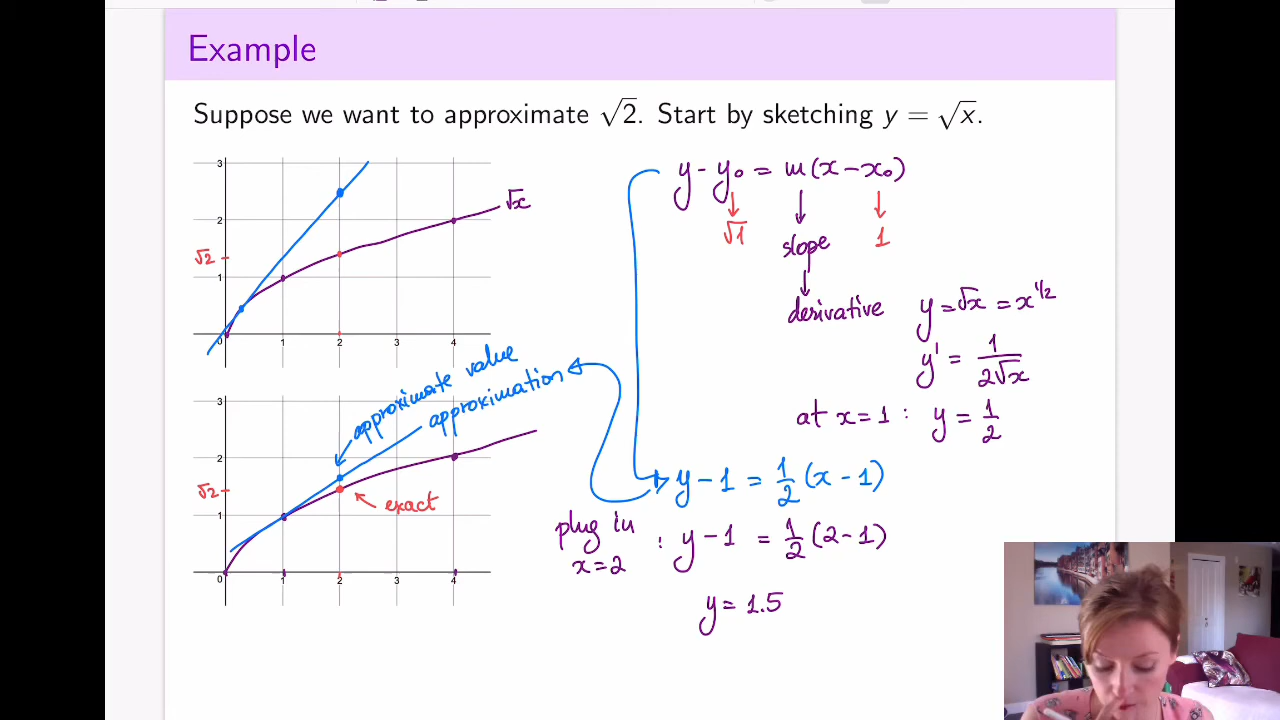 Example
Suppose we want to approximate √2. Start by sketching y = √x.
3
2
√2
1
0
1
2
3
4
√x
3
2
√2
1
0
1
2
3
4
approximate value
approximation
exact
y - y₀ = m(x - x₀)
√1
slope
1
derivative
y = √x = x^1/2
y' = 1/2√x
at x = 1 : y = 1/2
y - 1 = 1/2 (x - 1)
plug in x=2 : y - 1 = 1/2 (2 - 1)
y = 1.5